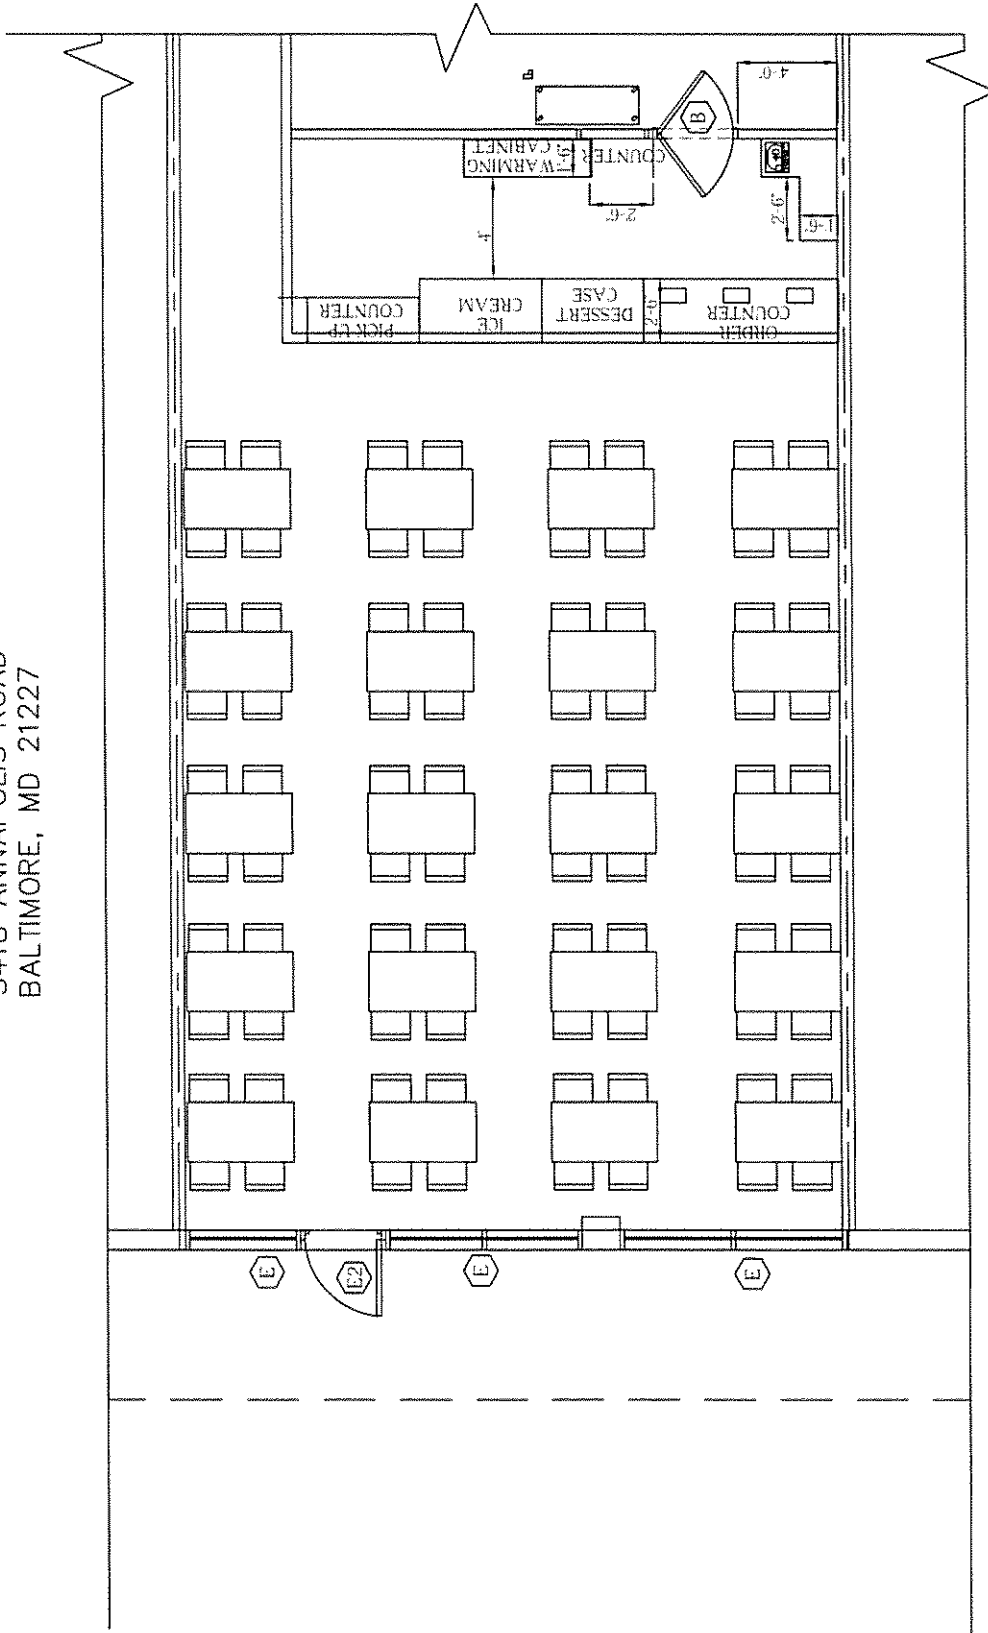 BALTIMORE, MD 21227
4'-0"
B
WARMING
CABINET
1'-6"
COUNTER
2'-6"
4'
2'-6"
1'-6"
PICK UP
COUNTER
ICE
CREAM
DESSERT
CASE
2'-6"
ORDER
COUNTER
E
E2
E
E